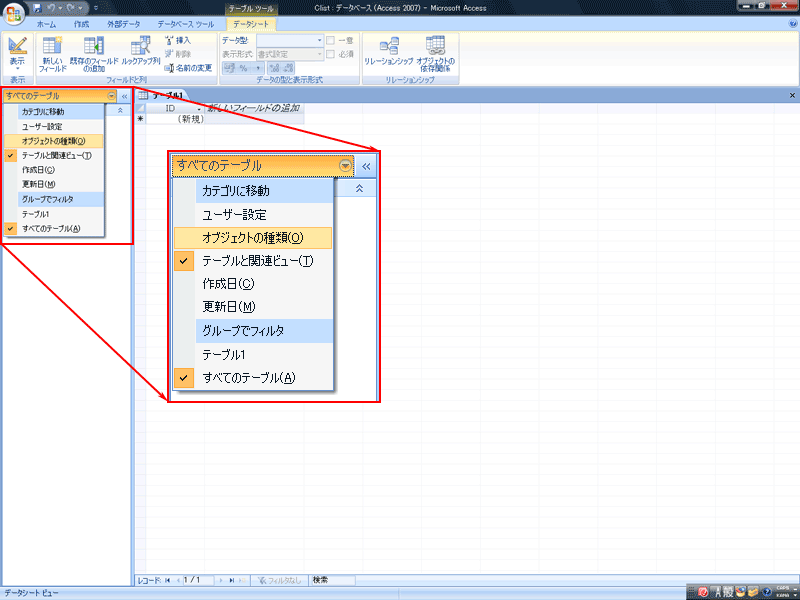 テーブル ツール
Clist : データベース (Access 2007) - Microsoft Access
ホーム
作成
外部データ
データベース ツール
データシート
表示
新しい
フィールド
既存のフィールド
の追加
ルックアップ列
挿入
削除
名前の変更
データ型:
表示形式:
書式設定
一意
必須
リレーションシップ
オブジェクトの
依存関係
表示
フィールドと列
データの型と表示形式
リレーションシップ
すべてのテーブル
カテゴリに移動
ユーザー設定
オブジェクトの種類(O)
テーブルと関連ビュー(T)
作成日(C)
更新日(M)
グループでフィルタ
テーブル1
すべてのテーブル(A)
テーブル1
ID
新しいフィールドの追加
(新規)
すべてのテーブル
カテゴリに移動
ユーザー設定
オブジェクトの種類(O)
テーブルと関連ビュー(T)
作成日(C)
更新日(M)
グループでフィルタ
テーブル1
すべてのテーブル(A)
レコード:
1 / 1
フィルタなし
検索
データシート ビュー
A 般
CAPS
KANA